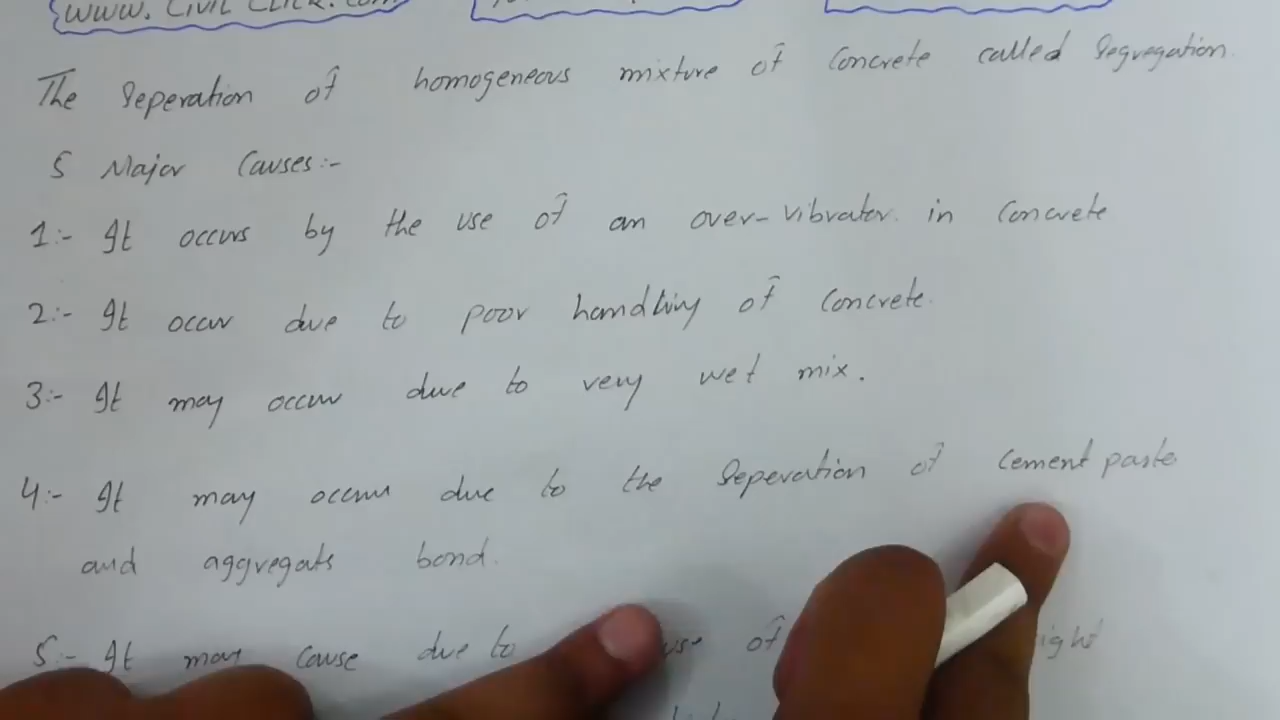 www. CIVIL CLICK. com
The Seperation of homogeneous mixture of Concrete called Segregation.
5 Major Causes:-
1:- It occurs by the use of an over-vibrator. in Concrete
2:- It occur due to poor handling of Concrete.
3:- It may occur due to very wet mix.
4:- It may occur due to the Seperation of cement paste
and aggregats bond.
5:- It may cause due to of